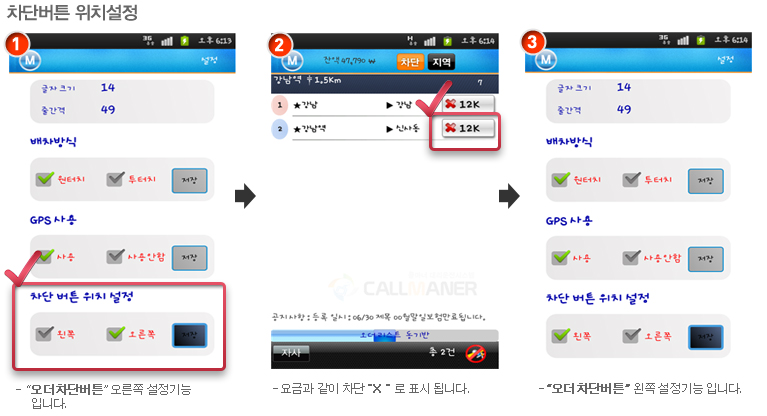 차단버튼 위치설정
1
3G
오후 6:13
M
설정
글자크기 14
줄간격 49
배차방식
원터치 투터치 저장
GPS 사용
사용 사용안함 저장
차단 버튼 위치 설정
왼쪽 오른쪽 저장
- "오더차단버튼" 오른쪽 설정기능
입니다.
2
H
오후 6:14
M
잔액 47,790 ₩ 차단 지역
강남역 1.5Km 7
1 ★강남 ▶ 강남 12K
2 ★강남역 ▶ 신사동 12K
CALLMANER
공지사항 : 등록 일시 : 06/30 제목 00월말일보험만료됩니다.
오더리스트 동기반
자사 총 2건
- 요금과 같이 차단 "X " 로 표시 됩니다.
3
3G
오후 6:14
M
설정
글자크기 14
줄간격 49
배차방식
원터치 투터치 저장
GPS 사용
사용 사용안함 저장
차단 버튼 위치 설정
왼쪽 오른쪽 저장
- "오더 차단버튼" 왼쪽 설정기능 입니다.